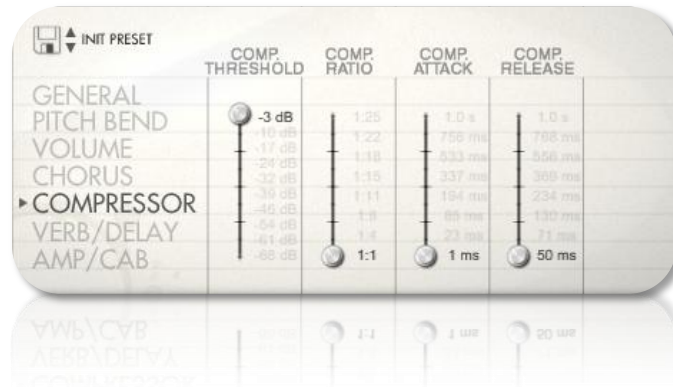 INIT PRESET
COMP. THRESHOLD
COMP. RATIO
COMP. ATTACK
COMP. RELEASE
GENERAL
PITCH BEND
VOLUME
CHORUS
COMPRESSOR
VERB/DELAY
AMP/CAB
-3 dB
-10 dB
-17 dB
-24 dB
-32 dB
-39 dB
-46 dB
-54 dB
-61 dB
-68 dB
1:25
1:22
1:18
1:15
1:11
1:8
1:4
1:1
1.0 s
756 ms
533 ms
337 ms
194 ms
85 ms
23 ms
1 ms
1.0 s
768 ms
556 ms
369 ms
234 ms
130 ms
71 ms
50 ms